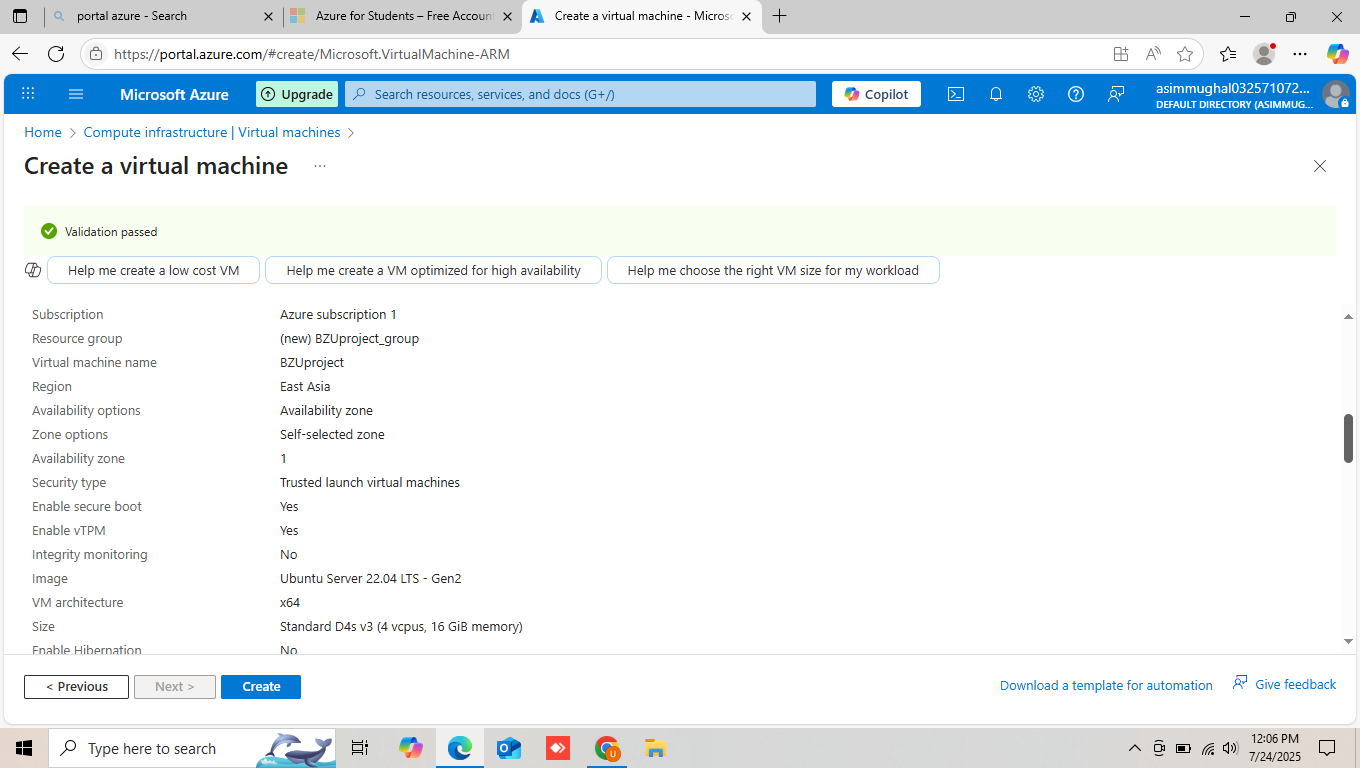 portal azure - Search
Azure for Students – Free Accoun
Create a virtual machine - Micros
https://portal.azure.com/#create/Microsoft.VirtualMachine-ARM
Microsoft Azure
Upgrade
Search resources, services, and docs (G+/)
Copilot
asimmughal032571072...
DEFAULT DIRECTORY (ASIMMUG...
Home > Compute infrastructure | Virtual machines >
Create a virtual machine ...
Validation passed
Help me create a low cost VM
Help me create a VM optimized for high availability
Help me choose the right VM size for my workload
Subscription Azure subscription 1
Resource group (new) BZUproject_group
Virtual machine name BZUproject
Region East Asia
Availability options Availability zone
Zone options Self-selected zone
Availability zone 1
Security type Trusted launch virtual machines
Enable secure boot Yes
Enable vTPM Yes
Integrity monitoring No
Image Ubuntu Server 22.04 LTS - Gen2
VM architecture x64
Size Standard D4s v3 (4 vcpus, 16 GiB memory)
Enable Hibernation No
< Previous
Next >
Create
Download a template for automation
Give feedback
Type here to search
12:06 PM
7/24/2025